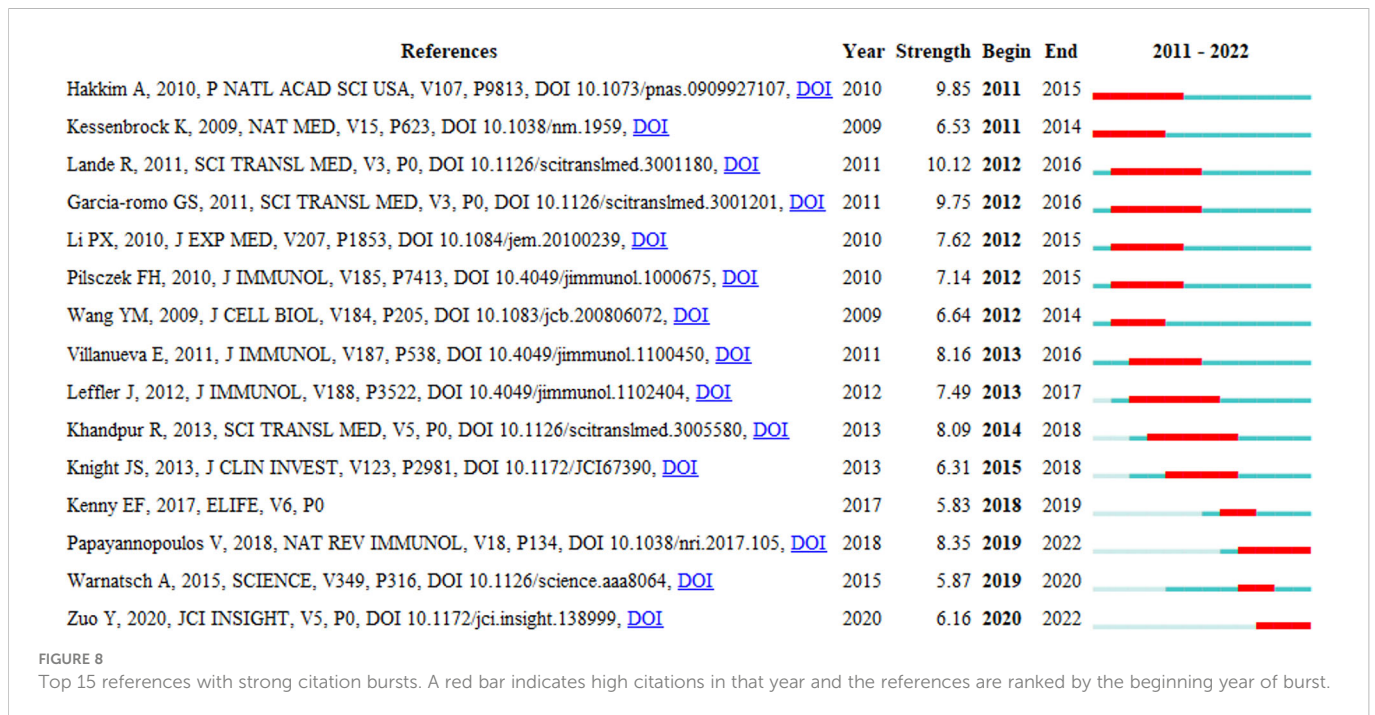 References Year Strength Begin End 2011 - 2022
Hakkim A, 2010, P NATL ACAD SCI USA, V107, P9813, DOI 10.1073/pnas.0909927107, DOI 2010 9.85 2011 2015
Kessenbrock K, 2009, NAT MED, V15, P623, DOI 10.1038/nm.1959, DOI 2009 6.53 2011 2014
Lande R, 2011, SCI TRANSL MED, V3, P0, DOI 10.1126/scitranslmed.3001180, DOI 2011 10.12 2012 2016
Garcia-romo GS, 2011, SCI TRANSL MED, V3, P0, DOI 10.1126/scitranslmed.3001201, DOI 2011 9.75 2012 2016
Li PX, 2010, J EXP MED, V207, P1853, DOI 10.1084/jem.20100239, DOI 2010 7.62 2012 2015
Pilsczek FH, 2010, J IMMUNOL, V185, P7413, DOI 10.4049/jimmunol.1000675, DOI 2010 7.14 2012 2015
Wang YM, 2009, J CELL BIOL, V184, P205, DOI 10.1083/jcb.200806072, DOI 2009 6.64 2012 2014
Villanueva E, 2011, J IMMUNOL, V187, P538, DOI 10.4049/jimmunol.1100450, DOI 2011 8.16 2013 2016
Leffler J, 2012, J IMMUNOL, V188, P3522, DOI 10.4049/jimmunol.1102404, DOI 2012 7.49 2013 2017
Khandpur R, 2013, SCI TRANSL MED, V5, P0, DOI 10.1126/scitranslmed.3005580, DOI 2013 8.09 2014 2018
Knight JS, 2013, J CLIN INVEST, V123, P2981, DOI 10.1172/JCI67390, DOI 2013 6.31 2015 2018
Kenny EF, 2017, ELIFE, V6, P0 2017 5.83 2018 2019
Papayannopoulos V, 2018, NAT REV IMMUNOL, V18, P134, DOI 10.1038/nri.2017.105, DOI 2018 8.35 2019 2022
Warnatsch A, 2015, SCIENCE, V349, P316, DOI 10.1126/science.aaa8064, DOI 2015 5.87 2019 2020
Zuo Y, 2020, JCI INSIGHT, V5, P0, DOI 10.1172/jci.insight.138999, DOI 2020 6.16 2020 2022
FIGURE 8
Top 15 references with strong citation bursts. A red bar indicates high citations in that year and the references are ranked by the beginning year of burst.